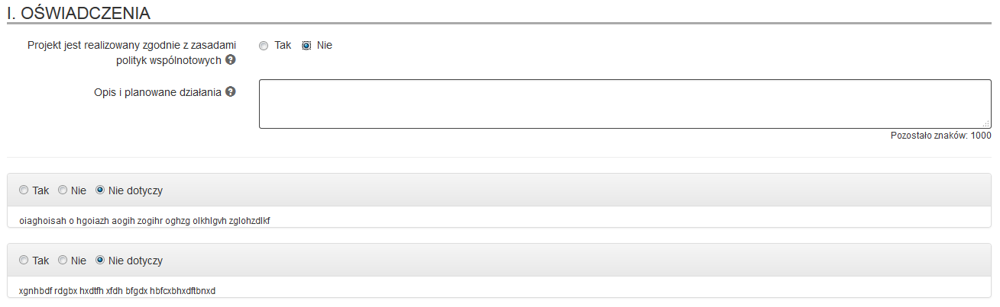 I. OŚWIADCZENIA
Projekt jest realizowany zgodnie z zasadami
polityk wspólnotowych
Tak Nie
Opis i planowane działania
Pozostało znaków: 1000
Tak Nie Nie dotyczy
oiaghoisah o hgoiazh aogih zogihr oghzg olkhlgvh zglohzdlkf
Tak Nie Nie dotyczy
xgnhbdf rdgbx hxdtfh xfdh bfgdx hbfcxbhxdftbnxd